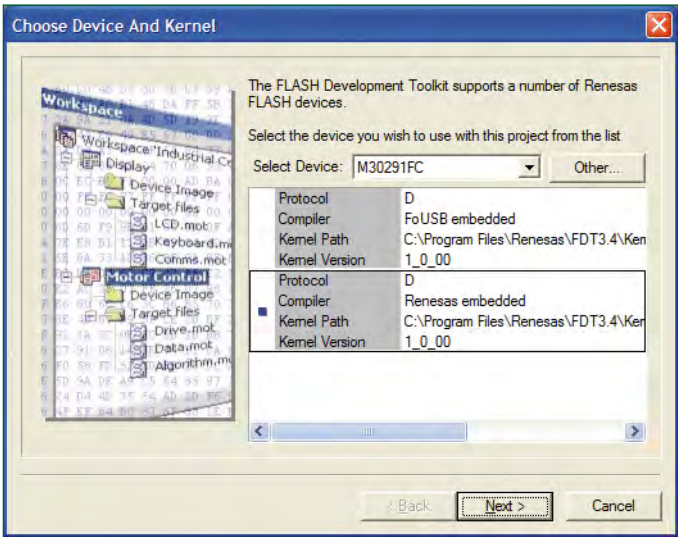 Choose Device And Kernel
The FLASH Development Toolkit supports a number of Renesas
FLASH devices.
Select the device you wish to use with this project from the list
Select Device: M30291FC Other...
Protocol D
Compiler FoUSB embedded
Kernel Path C:\Program Files\Renesas\FDT3.4\Ken
Kernel Version 1_0_00
Protocol D
Compiler Renesas embedded
Kernel Path C:\Program Files\Renesas\FDT3.4\Ker
Kernel Version 1_0_00
Workspace
Workspace "Industrial Co
Display
Device Image
Target files
LCD.mot
Keyboard.m
Comms.mot
Motor Control
Device Image
Target files
Drive.mot
Data.mot
Algorithm.mo
< Back Next > Cancel